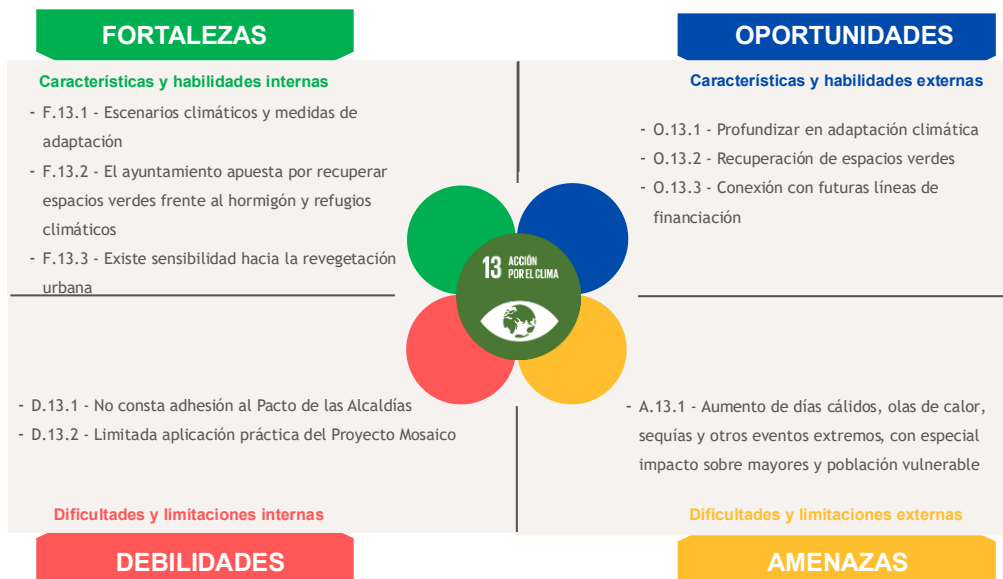 FORTALEZAS
Características y habilidades internas
- F.13.1 - Escenarios climáticos y medidas de
adaptación
- F.13.2 - El ayuntamiento apuesta por recuperar
espacios verdes frente al hormigón y refugios
climáticos
- F.13.3 - Existe sensibilidad hacia la revegetación
urbana
OPORTUNIDADES
Características y habilidades externas
- O.13.1 - Profundizar en adaptación climática
- O.13.2 - Recuperación de espacios verdes
- O.13.3 - Conexión con futuras líneas de
financiación
13 ACCIÓN
POR EL CLIMA
- D.13.1 - No consta adhesión al Pacto de las Alcaldías
- D.13.2 - Limitada aplicación práctica del Proyecto Mosaico
Dificultades y limitaciones internas
DEBILIDADES
- A.13.1 - Aumento de días cálidos, olas de calor,
sequías y otros eventos extremos, con especial
impacto sobre mayores y población vulnerable
Dificultades y limitaciones externas
AMENAZAS